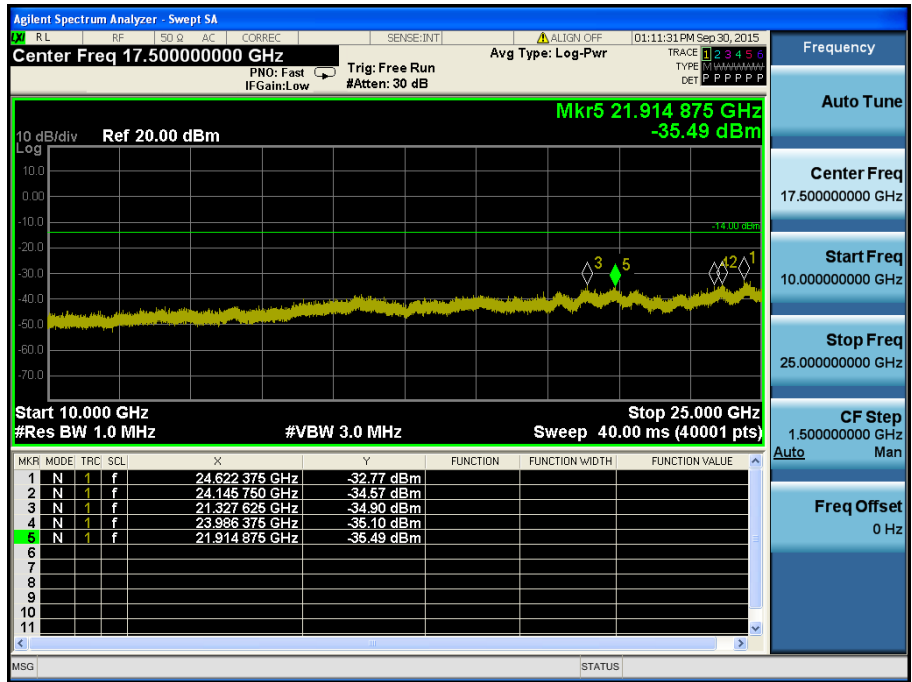 Agilent Spectrum Analyzer - Swept SA
LXI RL RF 50 Ω AC CORREC SENSE:INT ALIGN OFF 01:11:31 PM Sep 30, 2015
Center Freq 17.500000000 GHz
PNO: Fast
IFGain:Low
Trig: Free Run
#Atten: 30 dB
Avg Type: Log-Pwr
TRACE 1 2 3 4 5 6
TYPE M WWWWW
DET P P P P P P
Mkr5 21.914 875 GHz
-35.49 dBm
10 dB/div Ref 20.00 dBm
Log
10.0
0.00
-10.0
-20.0
-30.0
-40.0
-50.0
-60.0
-70.0
-14.00 dBm
3 5 4 2 1
Start 10.000 GHz Stop 25.000 GHz
#Res BW 1.0 MHz #VBW 3.0 MHz Sweep 40.00 ms (40001 pts)
MKR MODE TRC SCL X Y FUNCTION FUNCTION WIDTH FUNCTION VALUE
1 N 1 f 24.622 375 GHz -32.77 dBm
2 N 1 f 24.145 750 GHz -34.57 dBm
3 N 1 f 21.327 625 GHz -34.90 dBm
4 N 1 f 23.986 375 GHz -35.10 dBm
5 N 1 f 21.914 875 GHz -35.49 dBm
6
7
8
9
10
11
MSG STATUS
Frequency
Auto Tune
Center Freq
17.500000000 GHz
Start Freq
10.000000000 GHz
Stop Freq
25.000000000 GHz
CF Step
1.500000000 GHz
Auto Man
Freq Offset
0 Hz